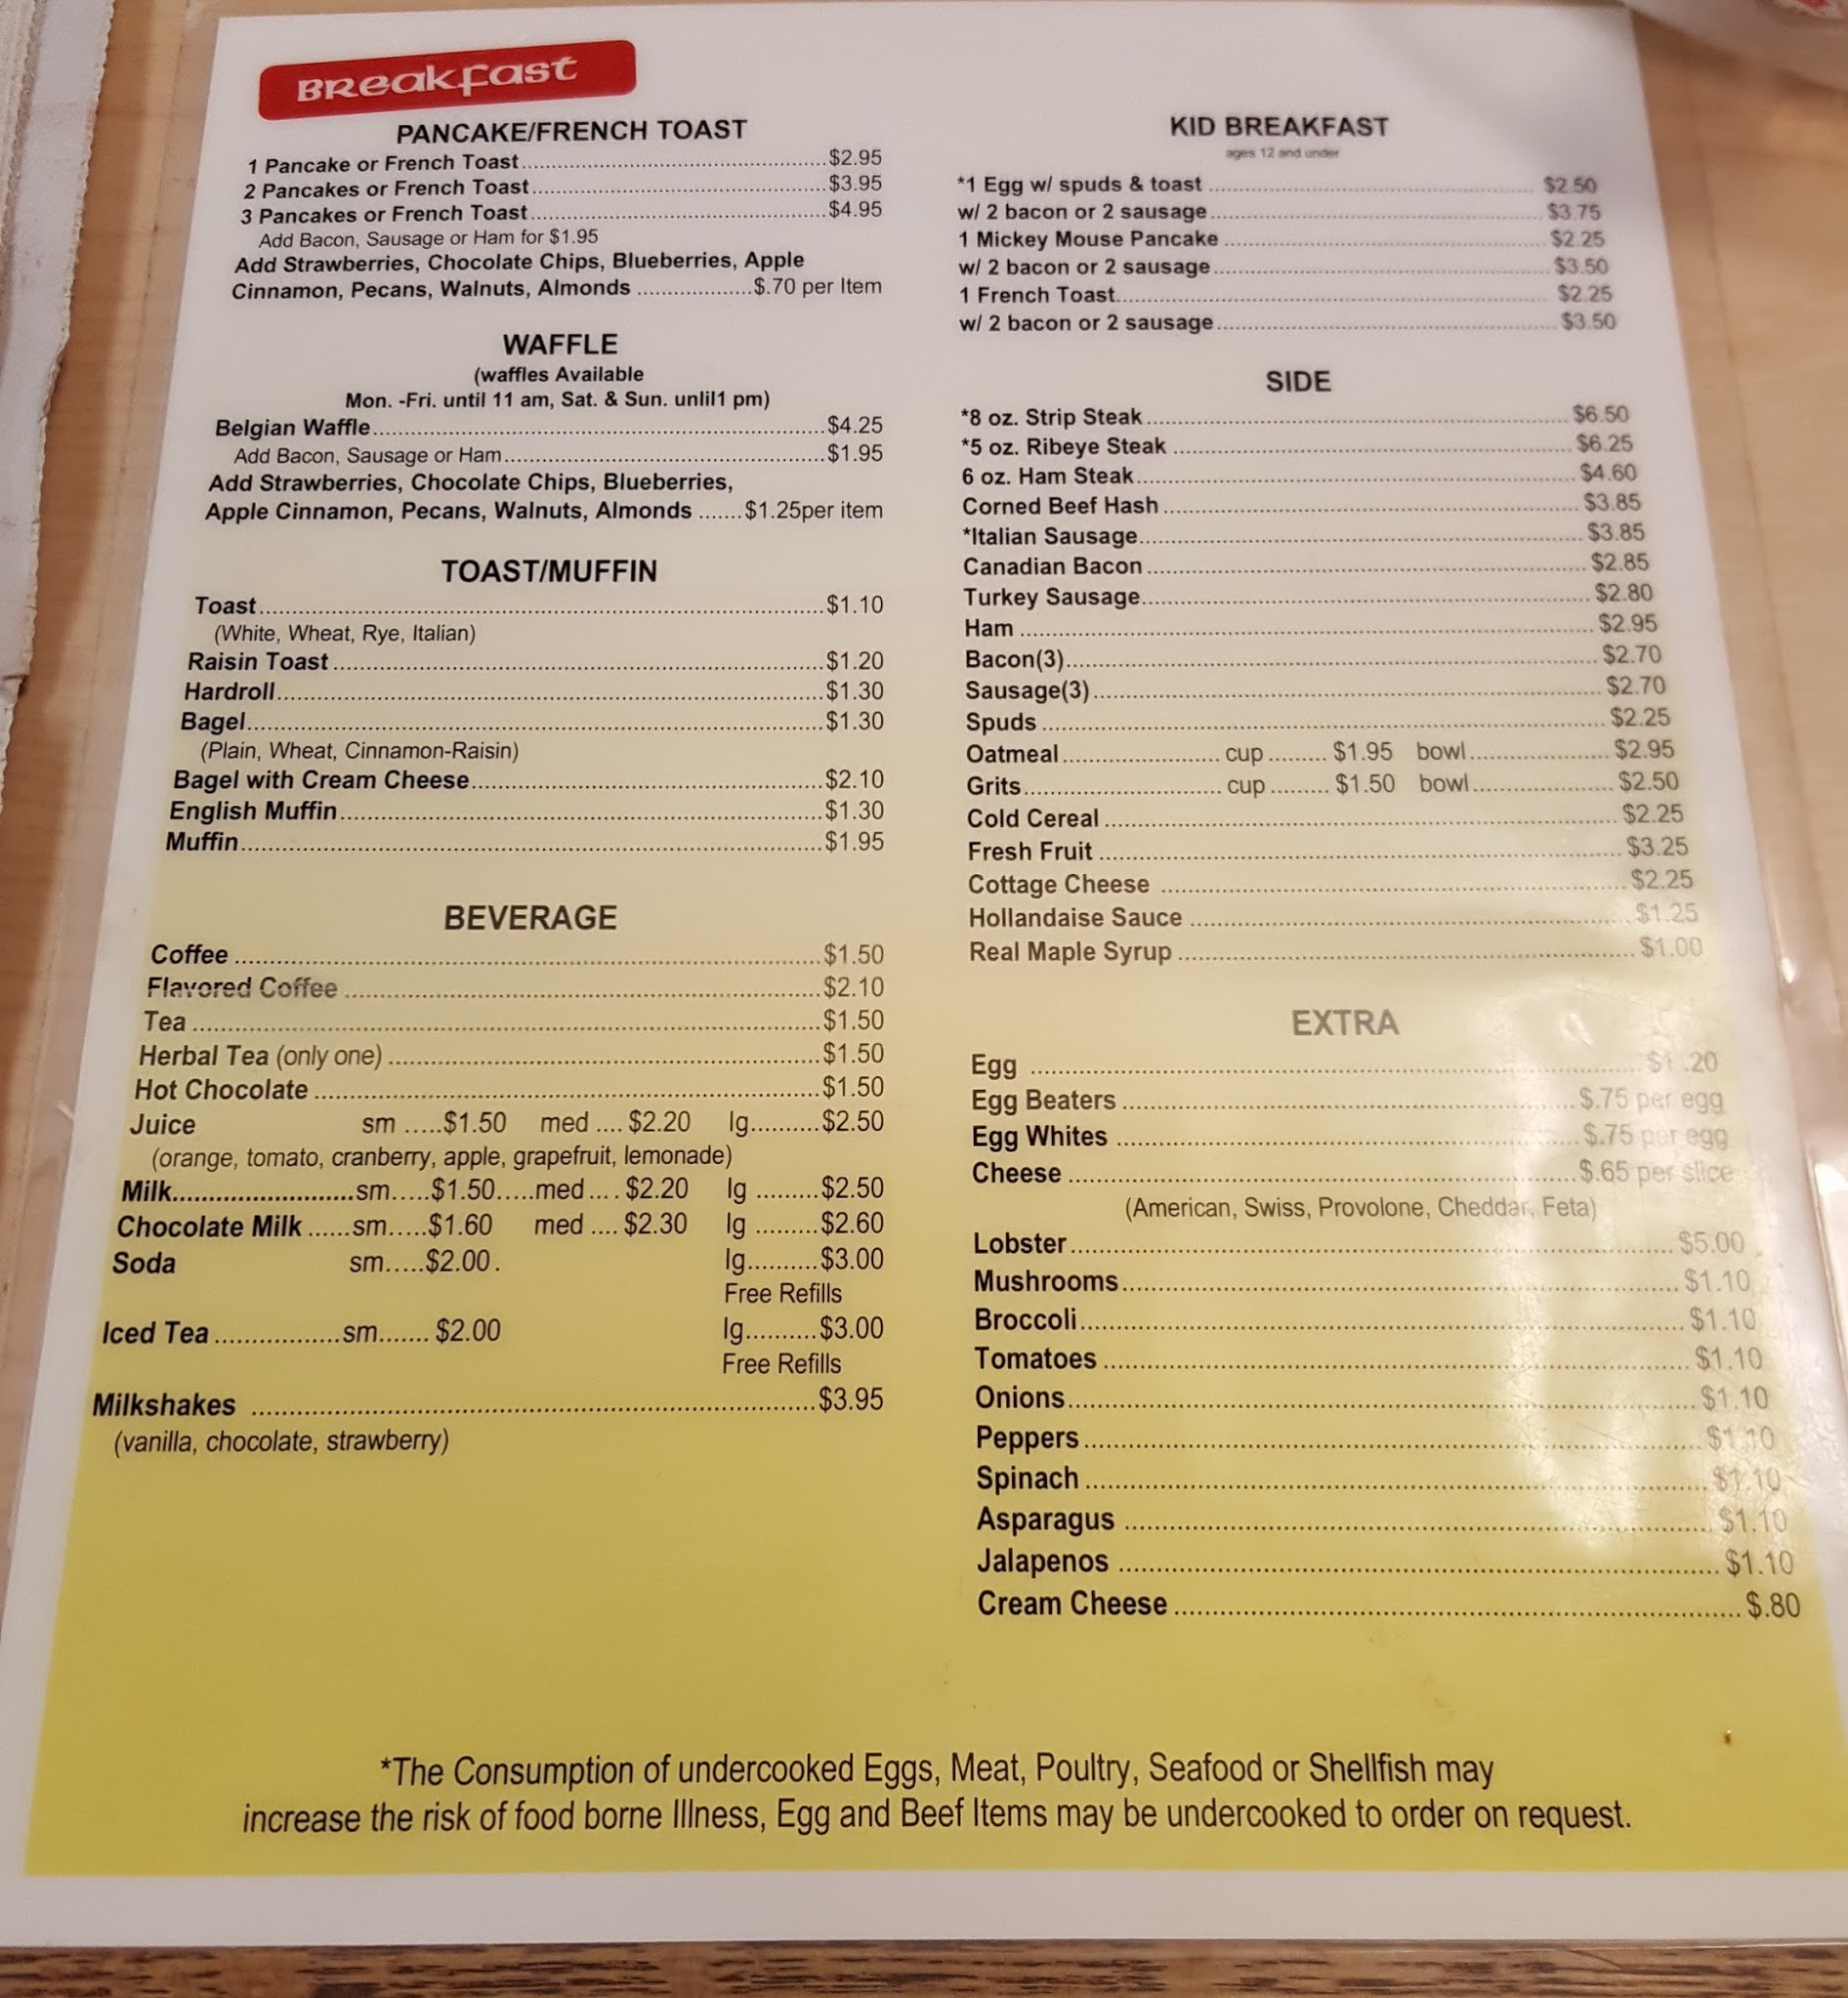 Breakfast
PANCAKE/FRENCH TOAST
1 Pancake or French Toast $2.95
2 Pancakes or French Toast $3.95
3 Pancakes or French Toast $4.95
Add Bacon, Sausage or Ham for $1.95
Add Strawberries, Chocolate Chips, Blueberries, Apple
Cinnamon, Pecans, Walnuts, Almonds $.70 per Item
WAFFLE
(waffles Available
Mon. -Fri. until 11 am, Sat. & Sun. unlil1 pm)
Belgian Waffle $4.25
Add Bacon, Sausage or Ham $1.95
Add Strawberries, Chocolate Chips, Blueberries,
Apple Cinnamon, Pecans, Walnuts, Almonds $1.25per item
TOAST/MUFFIN
Toast $1.10
(White, Wheat, Rye, Italian)
Raisin Toast $1.20
Hardroll $1.30
Bagel $1.30
(Plain, Wheat, Cinnamon-Raisin)
Bagel with Cream Cheese $2.10
English Muffin $1.30
Muffin $1.95
BEVERAGE
Coffee $1.50
Flavored Coffee $2.10
Tea $1.50
Herbal Tea (only one) $1.50
Hot Chocolate $1.50
Juice sm $1.50 med $2.20 lg $2.50
(orange, tomato, cranberry, apple, grapefruit, lemonade)
Milk sm $1.50 med $2.20 lg $2.50
Chocolate Milk sm $1.60 med $2.30 lg $2.60
Soda sm $2.00. lg $3.00
Free Refills
Iced Tea sm $2.00 lg $3.00
Free Refills
Milkshakes $3.95
(vanilla, chocolate, strawberry)
KID BREAKFAST
ages 12 and under
*1 Egg w/ spuds & toast $2.50
w/ 2 bacon or 2 sausage $3.75
1 Mickey Mouse Pancake $2.25
w/ 2 bacon or 2 sausage $3.50
1 French Toast $2.25
w/ 2 bacon or 2 sausage $3.50
SIDE
*8 oz. Strip Steak $6.50
*5 oz. Ribeye Steak $6.25
6 oz. Ham Steak $4.60
Corned Beef Hash $3.85
*Italian Sausage $3.85
Canadian Bacon $2.85
Turkey Sausage $2.80
Ham $2.95
Bacon(3) $2.70
Sausage(3) $2.70
Spuds $2.25
Oatmeal cup $1.95 bowl $2.95
Grits cup $1.50 bowl $2.50
Cold Cereal $2.25
Fresh Fruit $3.25
Cottage Cheese $2.25
Hollandaise Sauce $1.25
Real Maple Syrup $1.00
EXTRA
Egg $1.20
Egg Beaters $.75 per egg
Egg Whites $.75 per egg
Cheese $.65 per slice
(American, Swiss, Provolone, Cheddar, Feta)
Lobster $5.00
Mushrooms $1.10
Broccoli $1.10
Tomatoes $1.10
Onions $1.10
Peppers $1.10
Spinach $1.10
Asparagus $1.10
Jalapenos $1.10
Cream Cheese $.80
*The Consumption of undercooked Eggs, Meat, Poultry, Seafood or Shellfish may
increase the risk of food borne Illness, Egg and Beef Items may be undercooked to order on request.